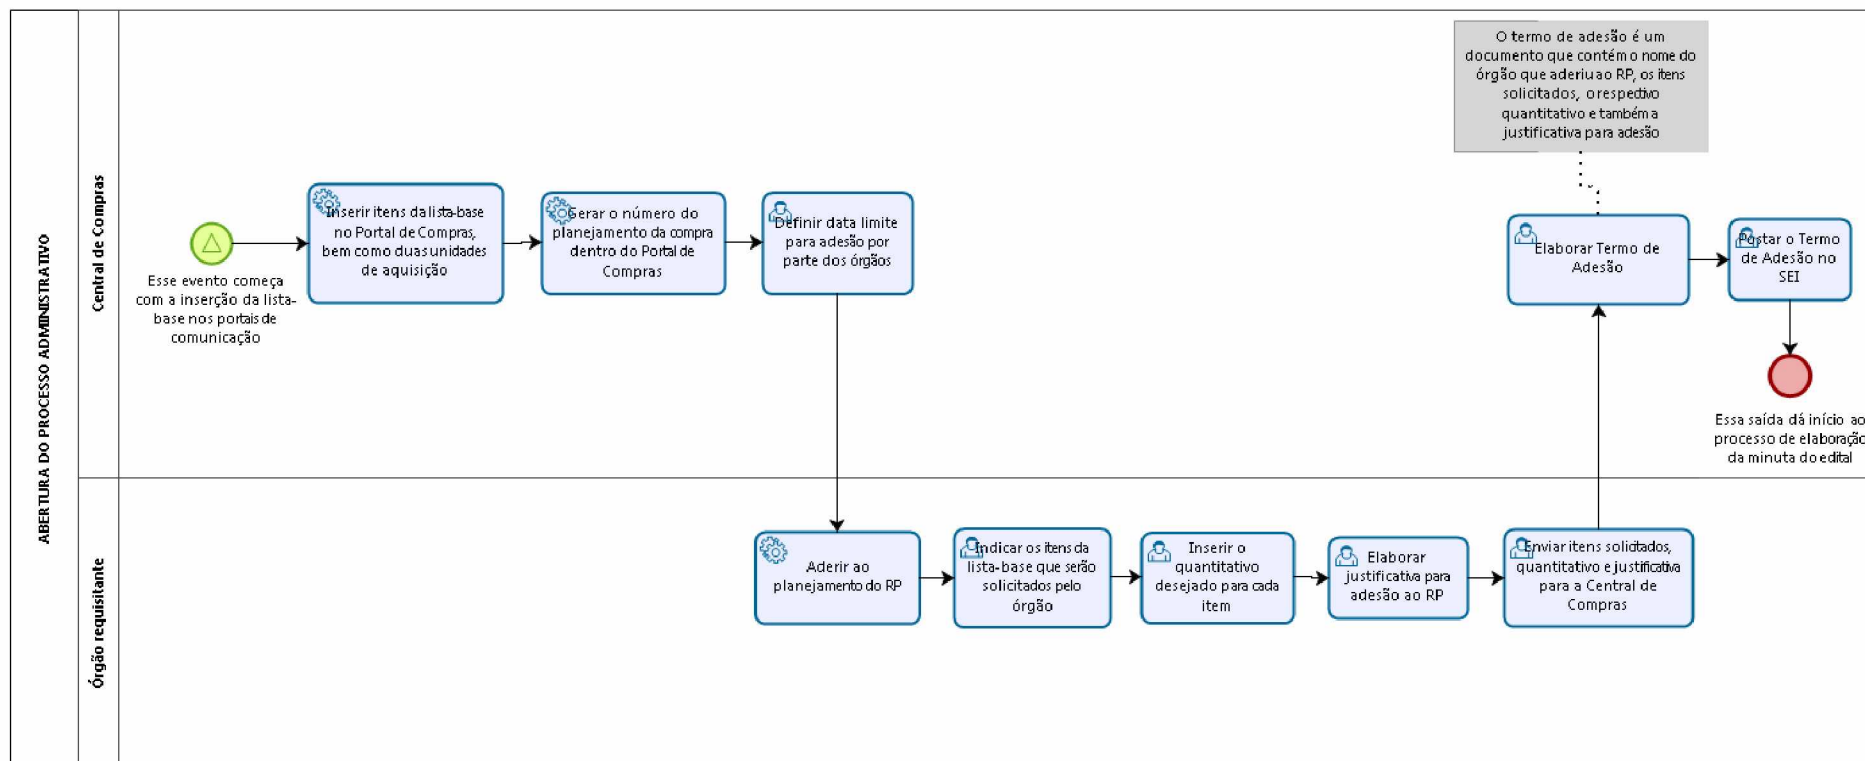 ABERTURA DO PROCESSO ADMINISTRATIVO
Central de Compras
Esse evento começa
com a inserção da lista-
base nos portais de
comunicação
Inserir itens da lista-base
no Portal de Compras,
bem como duas unidades
de aquisição
Gerar o número do
planejamento da compra
dentro do Portal de
Compras
Definir data limite
para adesão por
parte dos órgãos
O termo de adesão é um
documento que contém o nome do
órgão que aderiu ao RP, os itens
solicitados, o respectivo
quantitativo e também a
justificativa para adesão
Elaborar Termo de
Adesão
Postar o Termo
de Adesão no
SEI
Essa saída dá início ao
processo de elaboração
da minuta do edital
Órgão requisitante
Aderir ao
planejamento do RP
Indicar os itens da
lista-base que serão
solicitados pelo
órgão
Inserir o
quantitativo
desejado para cada
item
Elaborar
justificativa para
adesão ao RP
Enviar itens solicitados,
quantitativo e justificativa
para a Central de
Compras